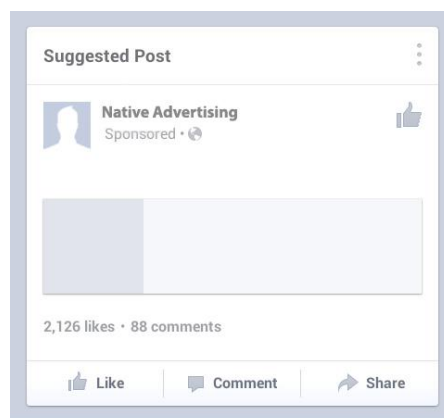 Suggested Post
Native Advertising
Sponsored •
2,126 likes • 88 comments
Like Comment Share